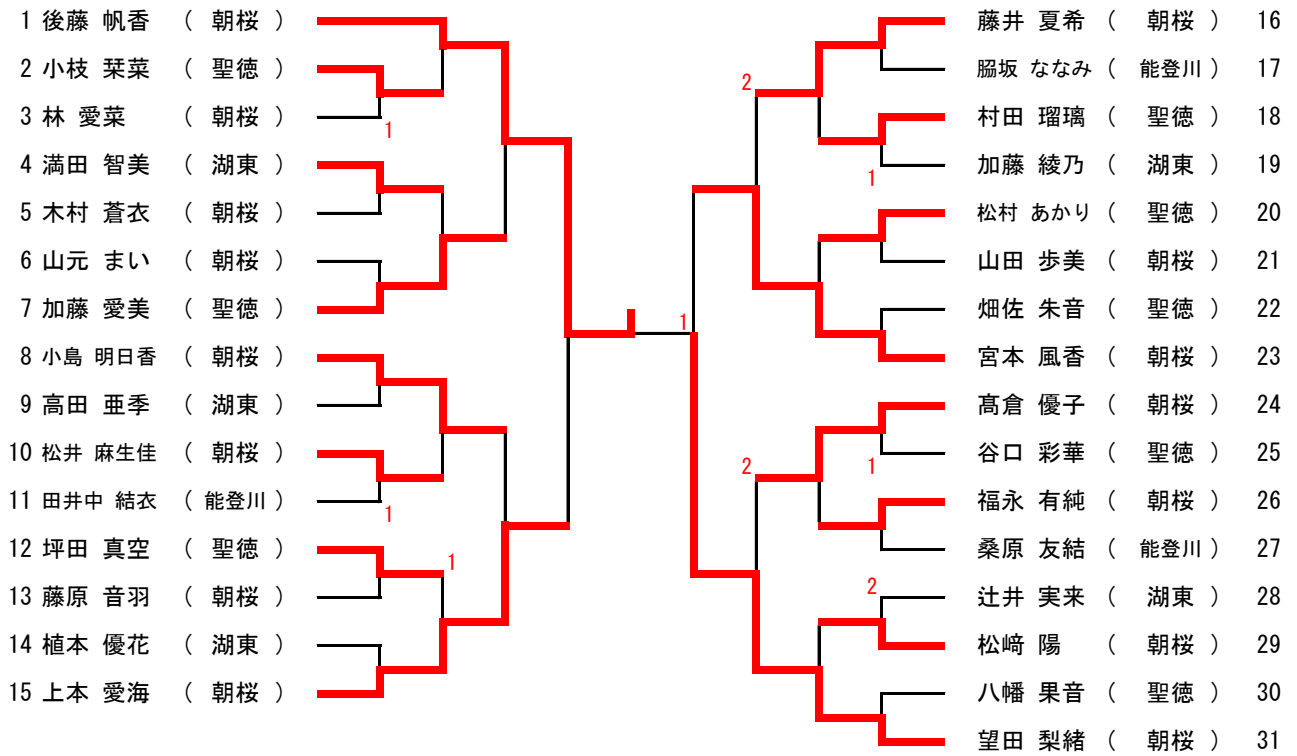 1 後藤 帆香 ( 朝桜 )
2 小枝 栞菜 ( 聖徳 )
3 林 愛菜 ( 朝桜 )
1
4 満田 智美 ( 湖東 )
5 木村 蒼衣 ( 朝桜 )
6 山元 まい ( 朝桜 )
7 加藤 愛美 ( 聖徳 )
8 小島 明日香 ( 朝桜 )
9 高田 亜季 ( 湖東 )
10 松井 麻生佳 ( 朝桜 )
11 田井中 結衣 ( 能登川 )
1
12 坪田 真空 ( 聖徳 )
1
13 藤原 音羽 ( 朝桜 )
14 植本 優花 ( 湖東 )
15 上本 愛海 ( 朝桜 )
1
藤井 夏希 ( 朝桜 ) 16
脇坂 ななみ ( 能登川 ) 17
2
村田 瑠璃 ( 聖徳 ) 18
加藤 綾乃 ( 湖東 ) 19
1
松村 あかり ( 聖徳 ) 20
山田 歩美 ( 朝桜 ) 21
畑佐 朱音 ( 聖徳 ) 22
宮本 風香 ( 朝桜 ) 23
髙倉 優子 ( 朝桜 ) 24
谷口 彩華 ( 聖徳 ) 25
2
1
福永 有純 ( 朝桜 ) 26
桑原 友結 ( 能登川 ) 27
2
辻井 実来 ( 湖東 ) 28
松﨑 陽 ( 朝桜 ) 29
八幡 果音 ( 聖徳 ) 30
望田 梨緒 ( 朝桜 ) 31